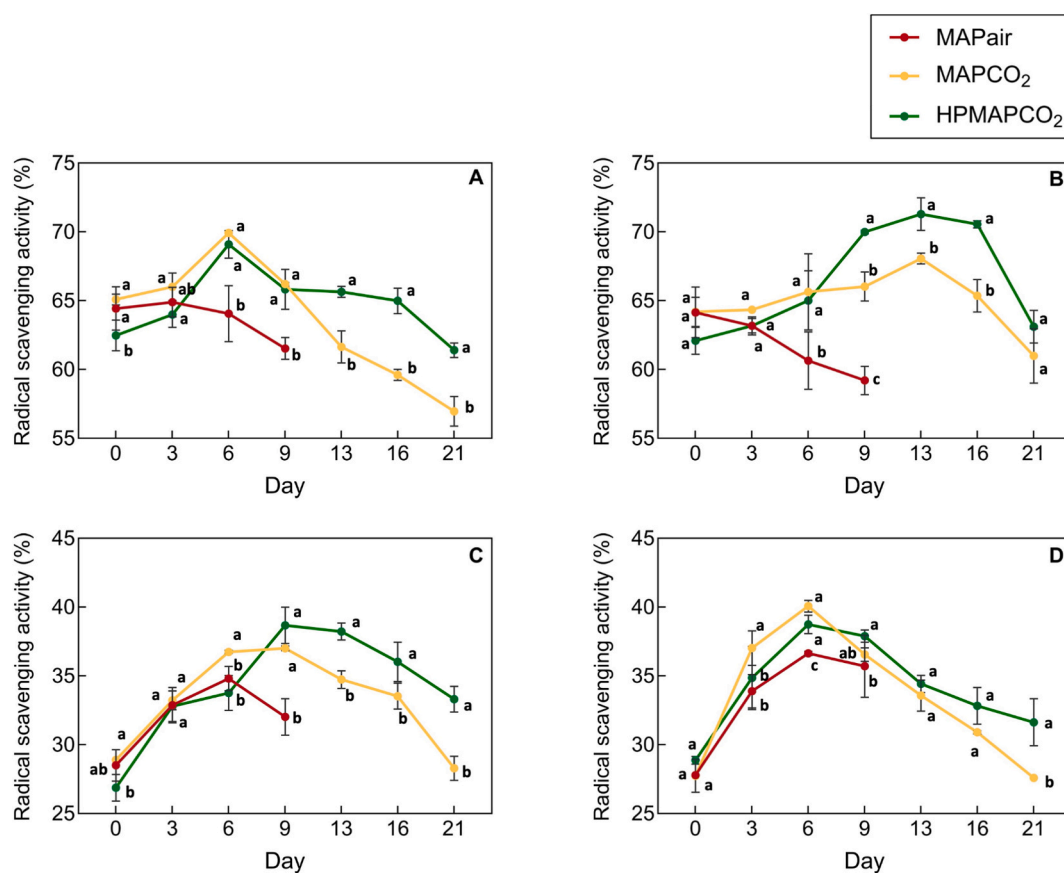 MAPair
MAPCO₂
HPMAPCO₂
A
Radical scavenging activity (%)
75
70
65
60
55
a a b
a ab a
a a b
a a b
a b
a b
a b
0 3 6 9 13 16 21
Day
B
Radical scavenging activity (%)
75
70
65
60
55
a a a
a a
a b
a b c
a b
a b
a a
0 3 6 9 13 16 21
Day
C
Radical scavenging activity (%)
45
40
35
30
25
a ab b
a a a
a b b
a a b
a b
a b
a b
0 3 6 9 13 16 21
Day
D
Radical scavenging activity (%)
45
40
35
30
25
a a a
a b b
a a c
a ab b
a a
a a
a b
0 3 6 9 13 16 21
Day